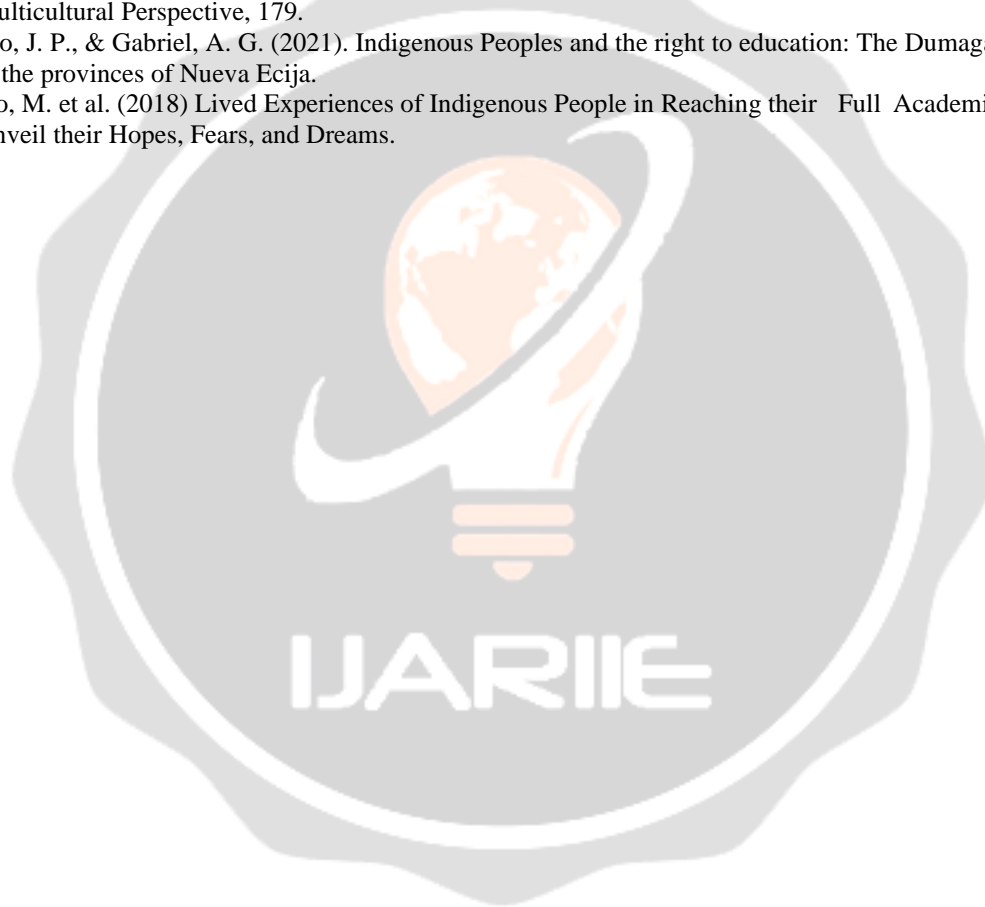 ulticultural Perspective, 179.
o, J. P., & Gabriel, A. G. (2021). Indigenous Peoples and the right to education: The Dumaga
the provinces of Nueva Ecija.
o, M. et al. (2018) Lived Experiences of Indigenous People in Reaching their Full Academi
nveil their Hopes, Fears, and Dreams.
IJARIIE